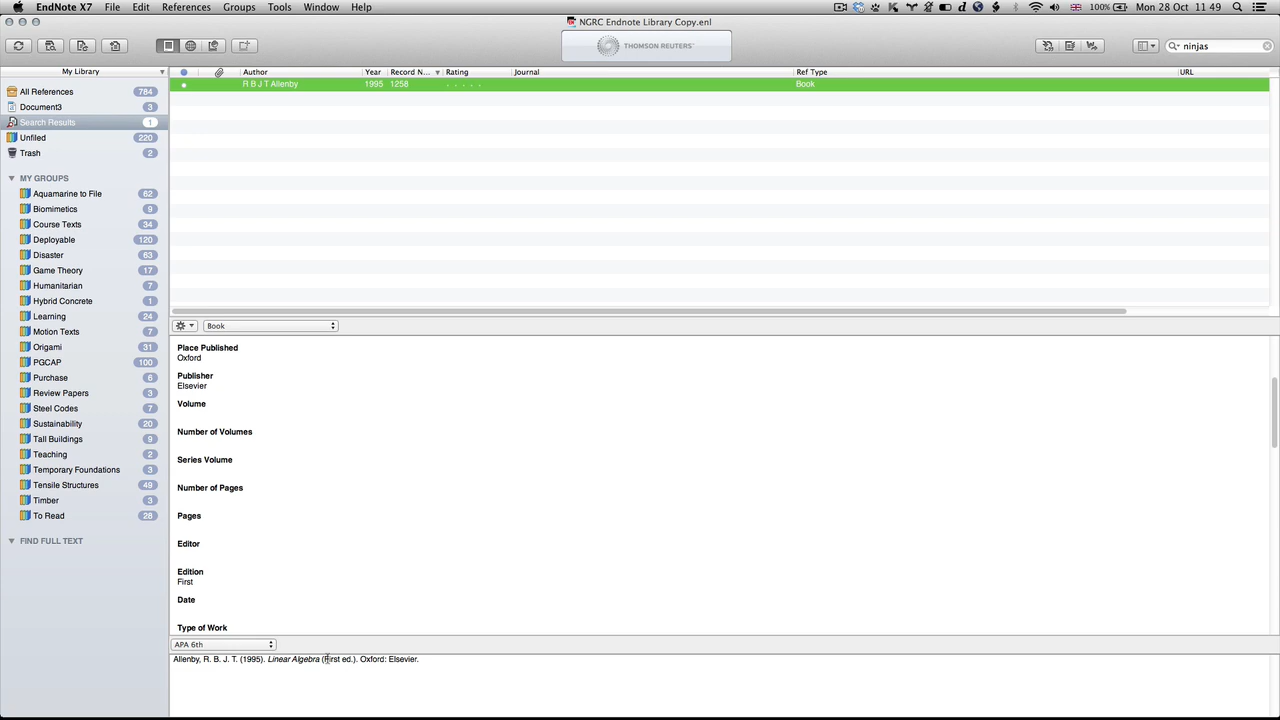 EndNote X7 File Edit References Groups Tools Window Help 100% Mon 28 Oct 11 49
NGRC Endnote Library Copy.enl
THOMSON REUTERS™ ninjas
My Library Author Year Record N... Rating Journal Ref Type URL
R B J T Allenby 1995 1258 Book
All References 784
Document3 3
Search Results 1
Unfiled 220
Trash 2
MY GROUPS
Aquamarine to File 62
Biomimetics 9
Course Texts 34
Deployable 120
Disaster 63
Game Theory 17
Humanitarian 7
Hybrid Concrete 1
Learning 24
Motion Texts 7
Origami 31
PGCAP 100
Purchase 6
Review Papers 3
Steel Codes 7
Sustainability 20
Tall Buildings 9
Teaching 2
Temporary Foundations 3
Tensile Structures 49
Timber 3
To Read 28
FIND FULL TEXT
Book
Place Published
Oxford
Publisher
Elsevier
Volume
Number of Volumes
Series Volume
Number of Pages
Pages
Editor
Edition
First
Date
Type of Work
APA 6th
Allenby, R. B. J. T. (1995). Linear Algebra (First ed.). Oxford: Elsevier.